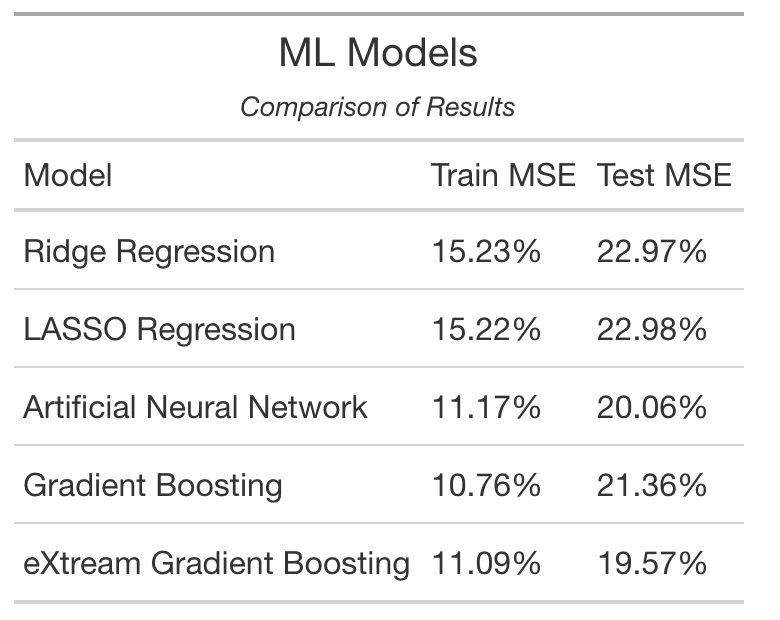 ML Models
Comparison of Results
Model Train MSE Test MSE
Ridge Regression 15.23% 22.97%
LASSO Regression 15.22% 22.98%
Artificial Neural Network 11.17% 20.06%
Gradient Boosting 10.76% 21.36%
eXtream Gradient Boosting 11.09% 19.57%